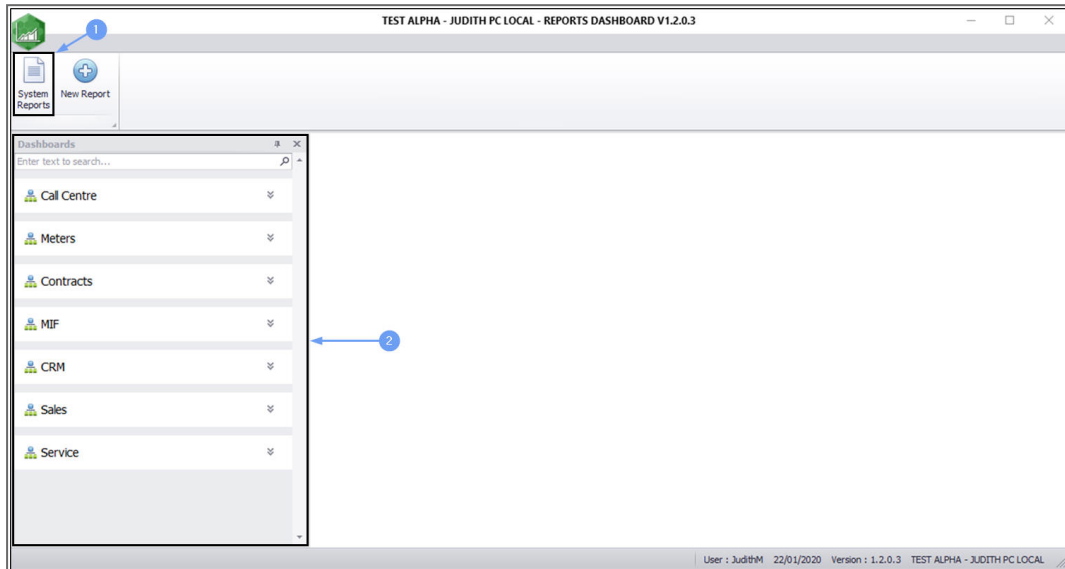 TEST ALPHA - JUDITH PC LOCAL - REPORTS DASHBOARD V1.2.0.3
1
System Reports
New Report
Dashboards
Enter text to search...
Call Centre
Meters
Contracts
MIF
2
CRM
Sales
Service
User : JudithM 22/01/2020 Version : 1.2.0.3 TEST ALPHA - JUDITH PC LOCAL